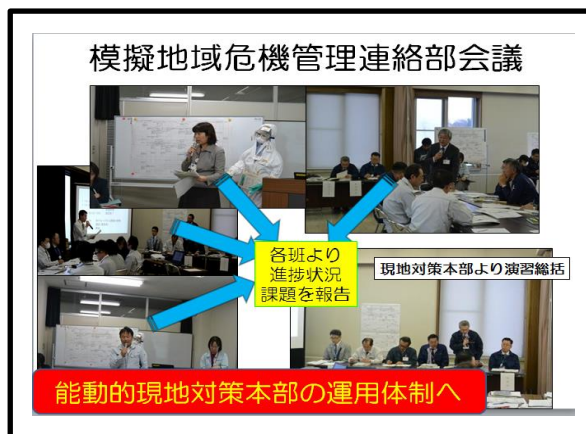 模擬地域危機管理連絡部会議
各班より
進捗状況
課題を報告
現地対策本部より演習総括
能動的現地対策本部の運用体制へ